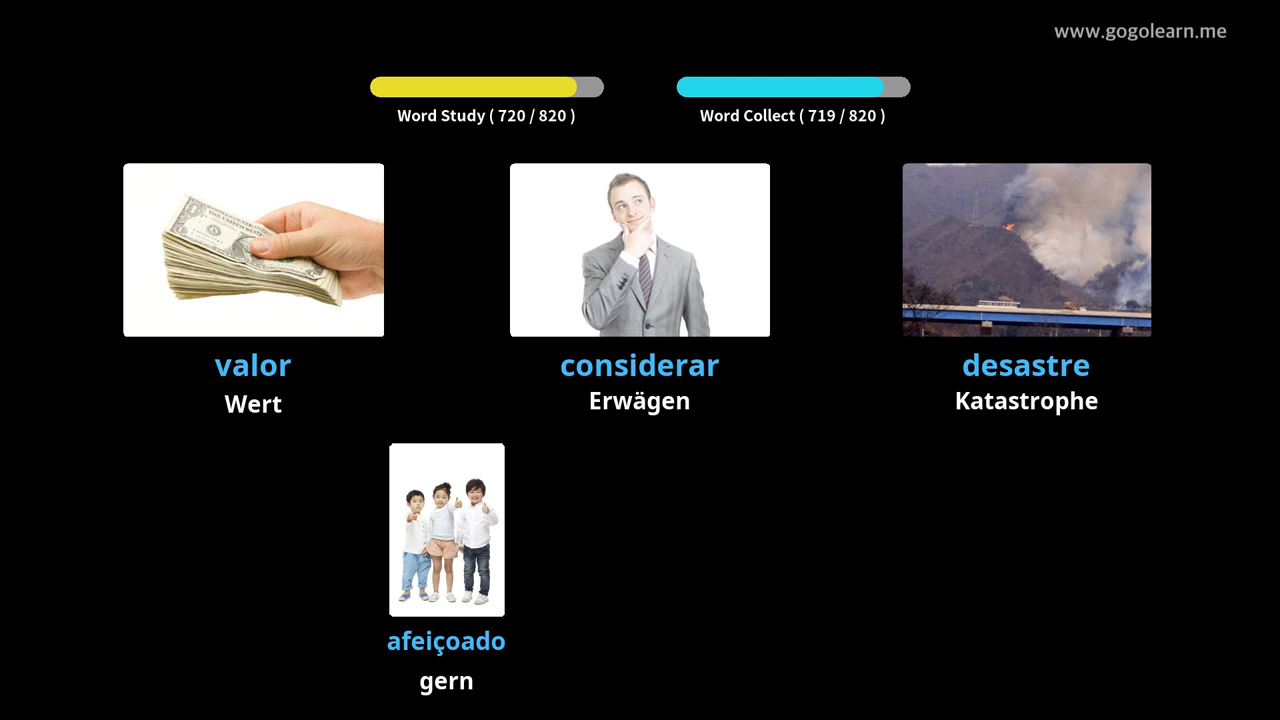 www.gogolearn.me
Word Study ( 720 / 820 )
Word Collect ( 719 / 820 )
valor
Wert
considerar
Erwägen
desastre
Katastrophe
afeiçoado
gern